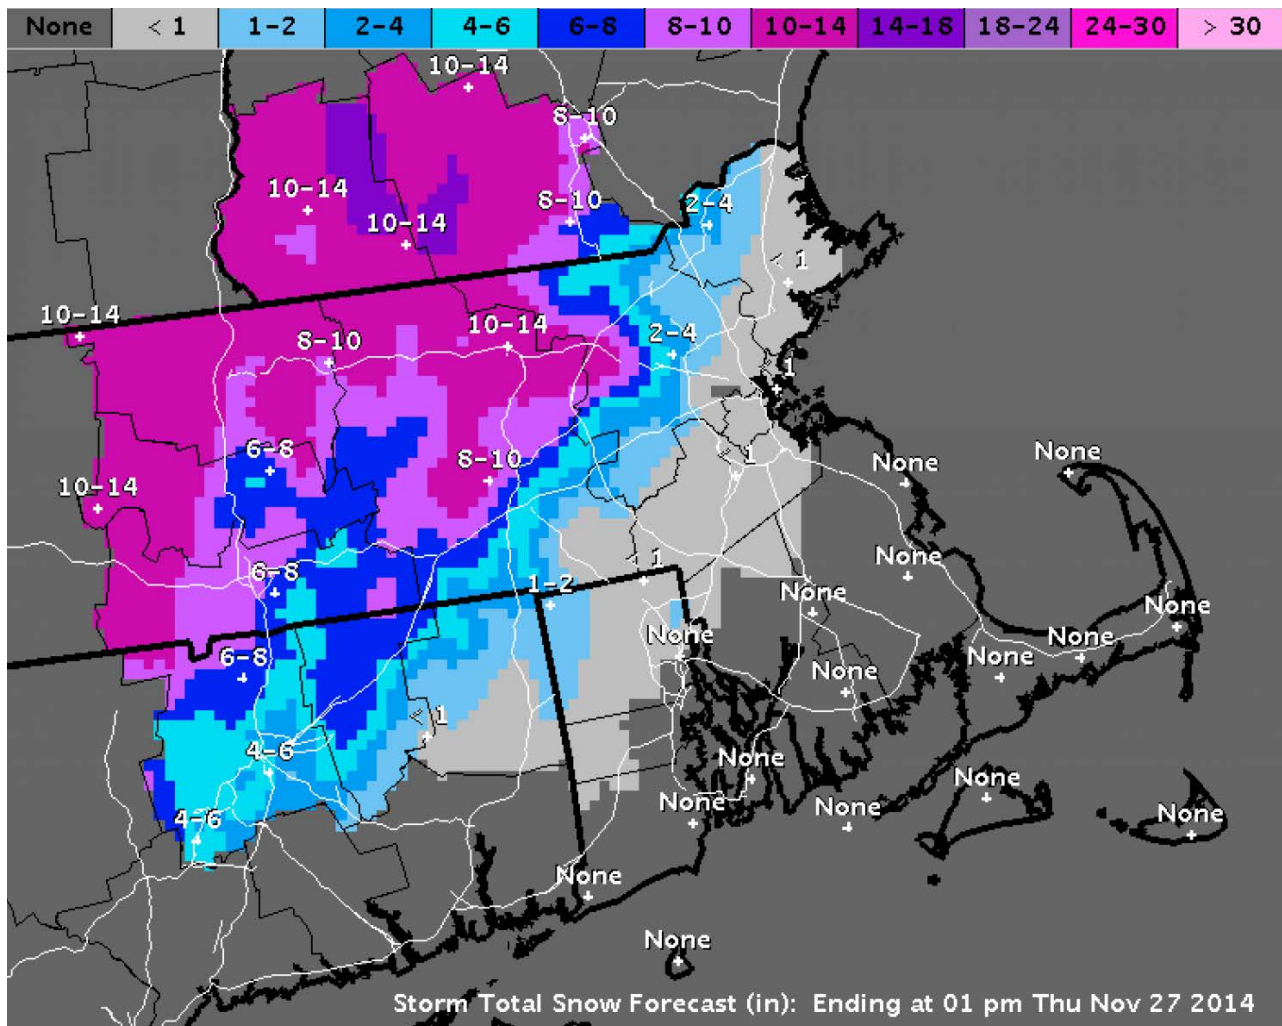 None < 1 1-2 2-4 4-6 6-8 8-10 10-14 14-18 18-24 24-30 > 30
10-14
8-10
10-14
8-10
2-4
10-14
< 1
10-14
10-14
2-4
8-10
< 1
6-8
8-10
None
None
10-14
< 1
< 1
None
6-8
1-2
None
None
None
None
6-8
None
None
< 1
4-6
None
None
None
None
None
4-6
None
None
Storm Total Snow Forecast (in): Ending at 01 pm Thu Nov 27 2014